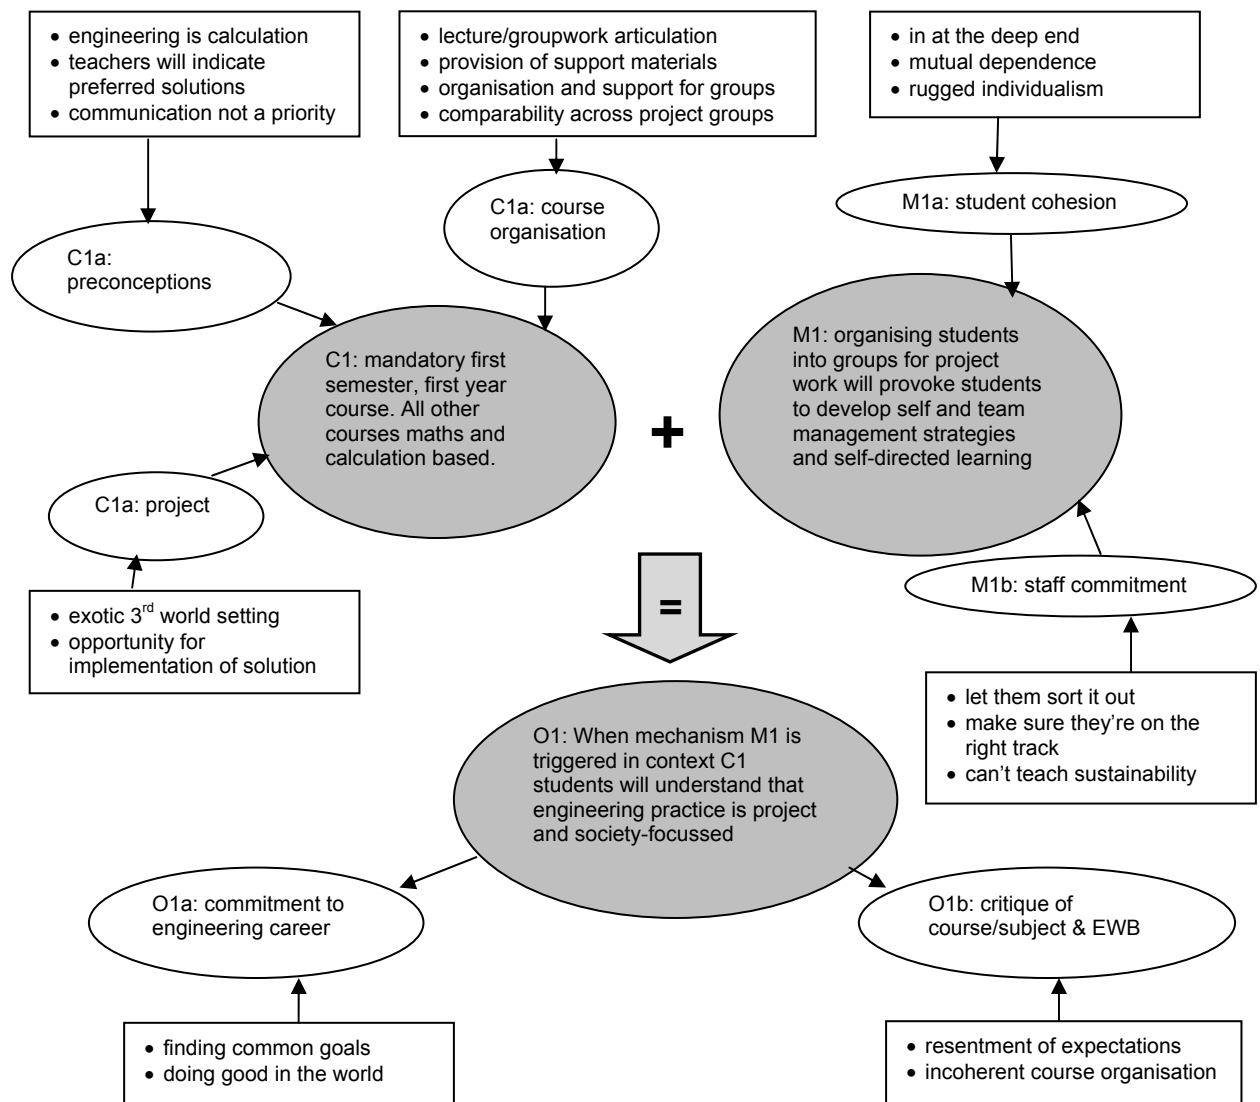 • engineering is calculation
• teachers will indicate
preferred solutions
• communication not a priority
• lecture/groupwork articulation
• provision of support materials
• organisation and support for groups
• comparability across project groups
• in at the deep end
• mutual dependence
• rugged individualism
C1a:
preconceptions
C1a: course
organisation
M1a: student cohesion
C1: mandatory first
semester, first year
course. All other
courses maths and
calculation based.
+
M1: organising students
into groups for project
work will provoke students
to develop self and team
management strategies
and self-directed learning
C1a: project
• exotic 3rd world setting
• opportunity for
implementation of solution
=
M1b: staff commitment
• let them sort it out
• make sure they’re on the
right track
• can’t teach sustainability
O1: When mechanism M1 is
triggered in context C1
students will understand that
engineering practice is project
and society-focussed
O1a: commitment to
engineering career
O1b: critique of
course/subject & EWB
• finding common goals
• doing good in the world
• resentment of expectations
• incoherent course organisation